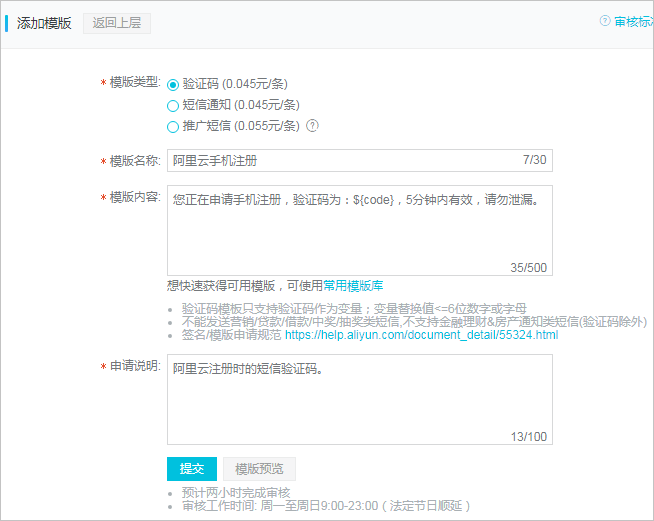 添加模版 返回上层 审核标准
* 模版类型: 验证码 (0.045元/条)
短信通知 (0.045元/条)
推广短信 (0.055元/条) ?
* 模版名称: 阿里云手机注册 7/30
* 模版内容: 您正在申请手机注册，验证码为：${code}，5分钟内有效，请勿泄漏。
35/500
想快速获得可用模版，可使用常用模版库
验证码模板只支持验证码作为变量；变量替换值<=6位数字或字母
不能发送营销/贷款/借款/中奖/抽奖类短信,不支持金融理财&房产通知类短信(验证码除外)
签名/模版申请规范 https://help.aliyun.com/document_detail/55324.html
* 申请说明: 阿里云注册时的短信验证码。
13/100
提交 模版预览
预计两小时完成审核
审核工作时间: 周一至周日9:00-23:00（法定节日顺延）